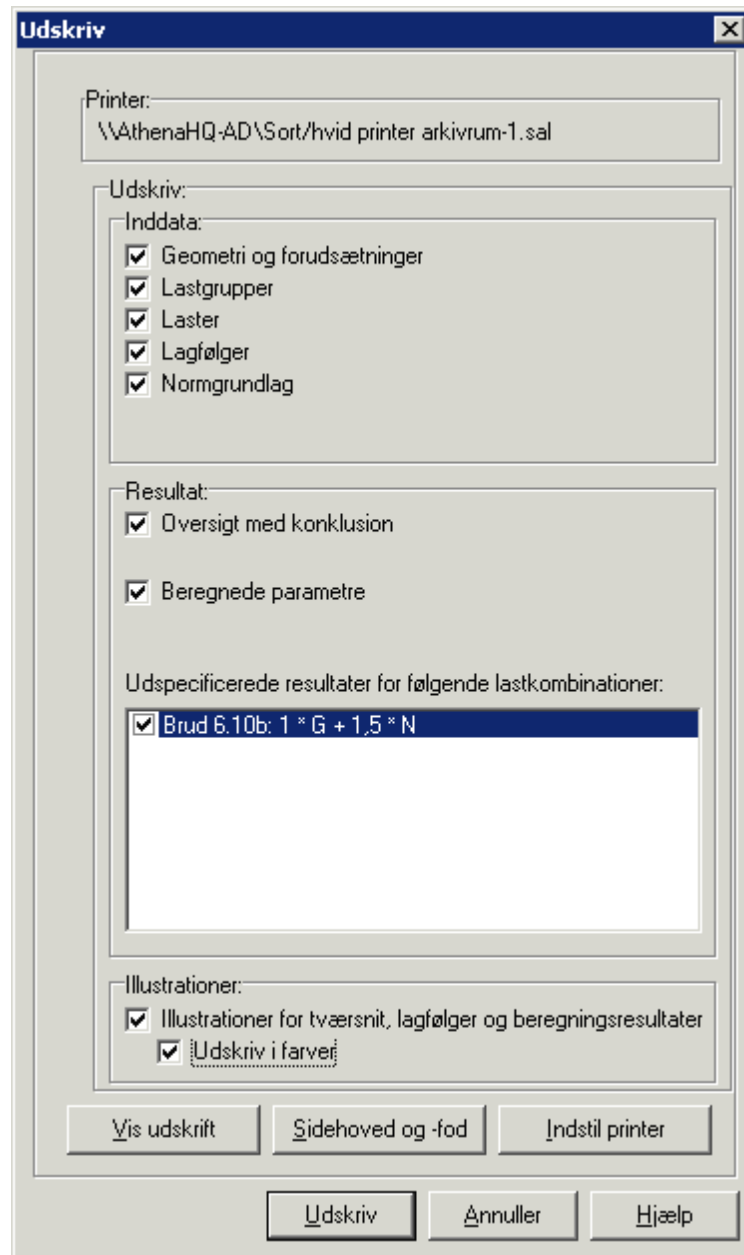 Udskriv
Printer:
\\AthenaHQ-AD\Sort/hvid printer arkivrum-1.sal
Udskriv:
Inddata:
Geometri og forudsætninger
Lastgrupper
Laster
Lagfølger
Normgrundlag
Resultat:
Oversigt med konklusion
Beregnede parametre
Udspecificerede resultater for følgende lastkombinationer:
Brud 6.10b: 1 * G + 1,5 * N
Illustrationer:
Illustrationer for tværsnit, lagfølger og beregningsresultater
Udskriv i farver
Vis udskrift
Sidehoved og -fod
Indstil printer
Udskriv
Annuller
Hjælp